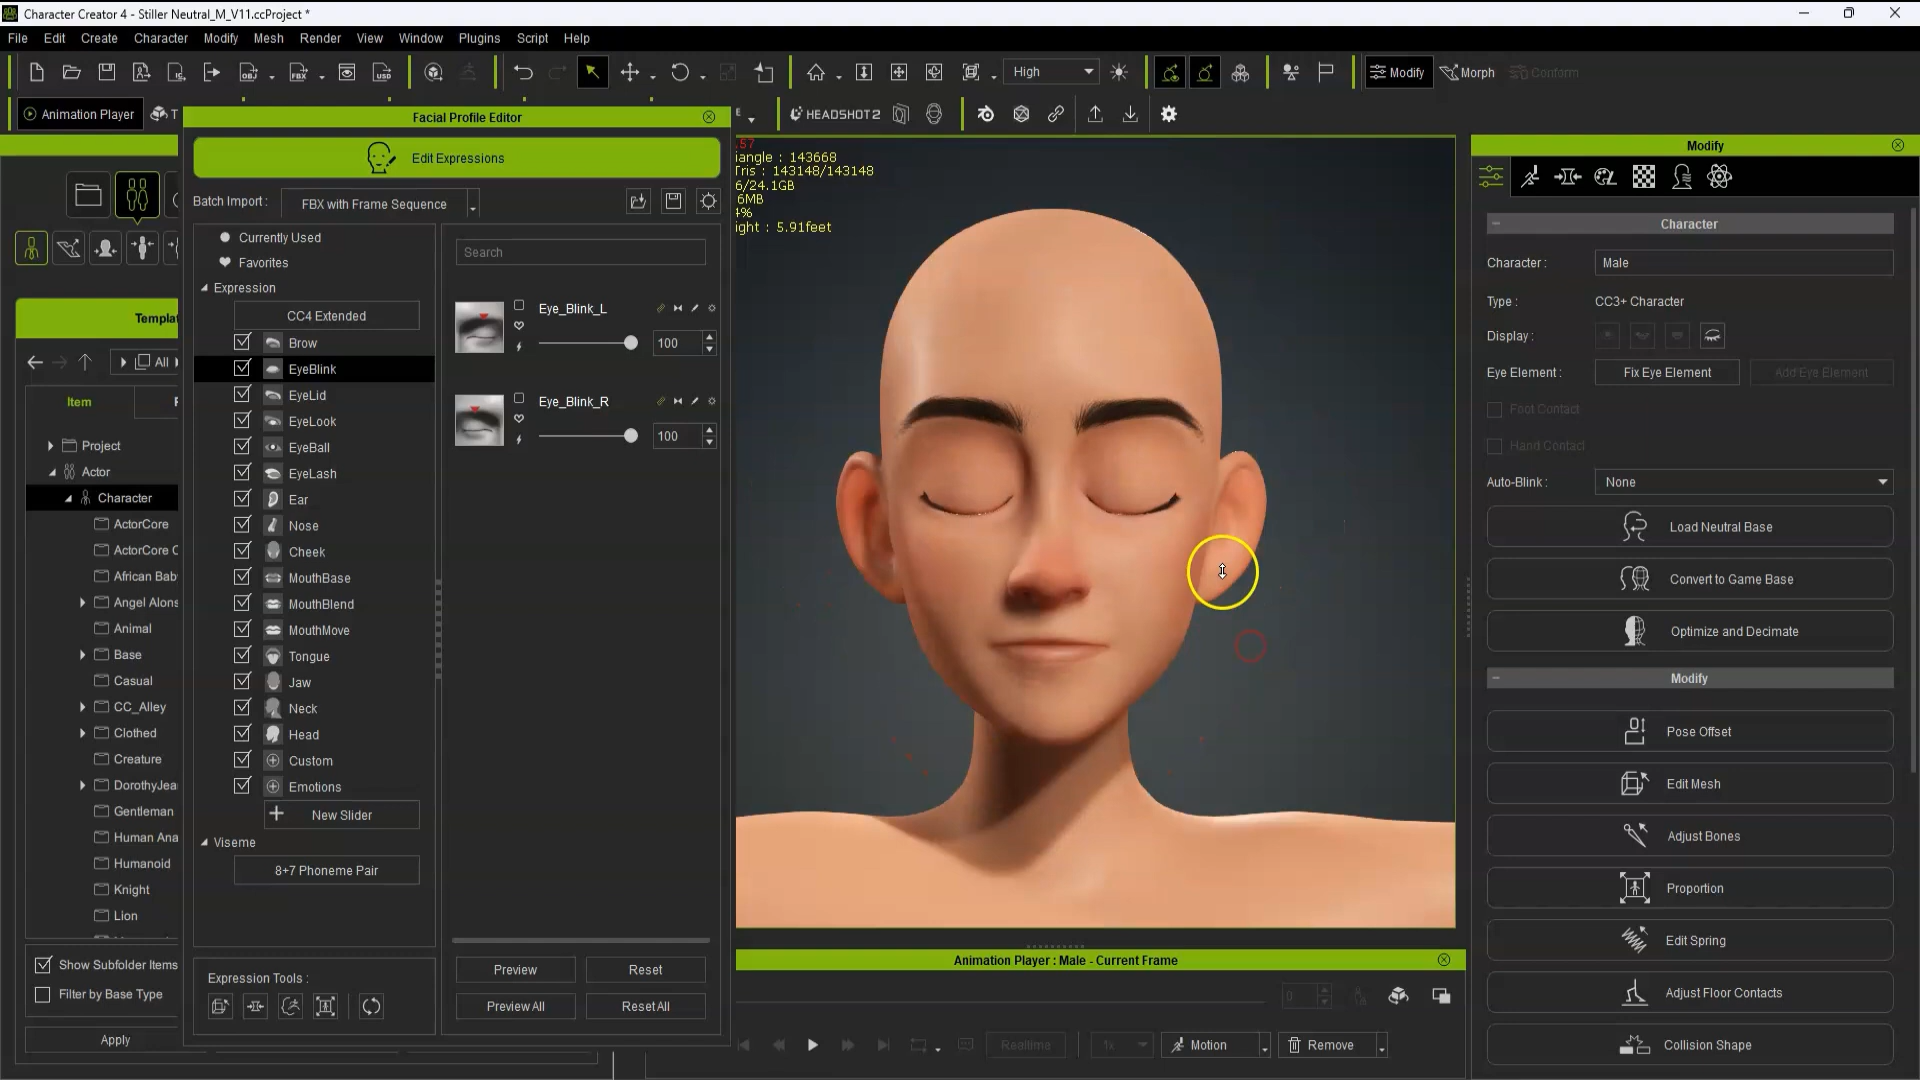 Character Creator 4 - Stiller Neutral_M_V11.ccProject *
File Edit Create Character Modify Mesh Render View Window Plugins Script Help
High
Modify Morph Conform
Animation Player
HEADSHOT 2
Facial Profile Editor
Edit Expressions
Batch Import : FBX with Frame Sequence
Currently Used
Favorites
Expression
CC4 Extended
Brow
EyeBlink
EyeLid
EyeLook
EyeBall
EyeLash
Ear
Nose
Cheek
MouthBase
MouthBlend
MouthMove
Tongue
Jaw
Neck
Head
Custom
Emotions
New Slider
Viseme
8+7 Phoneme Pair
Expression Tools :
Search
Eye_Blink_L
100
Eye_Blink_R
100
Preview Reset
Preview All Reset All
Templat
All
Item
Project
Actor
Character
ActorCore
ActorCore C
African Bab
Angel Alons
Animal
Base
Casual
CC_Alley
Clothed
Creature
DorothyJea
Gentleman
Human Ana
Humanoid
Knight
Lion
Show Subfolder Items
Filter by Base Type
Apply
57
iangle : 143668
Tris : 143148/143148
6/24.1GB
6MB
4%
ight : 5.91feet
Animation Player : Male - Current Frame
0
Realtime 1x Motion Remove
Modify
Character
Character : Male
Type : CC3+ Character
Display :
Eye Element : Fix Eye Element Add Eye Element
Foot Contact
Hand Contact
Auto-Blink : None
Load Neutral Base
Convert to Game Base
Optimize and Decimate
Modify
Pose Offset
Edit Mesh
Adjust Bones
Proportion
Edit Spring
Adjust Floor Contacts
Collision Shape